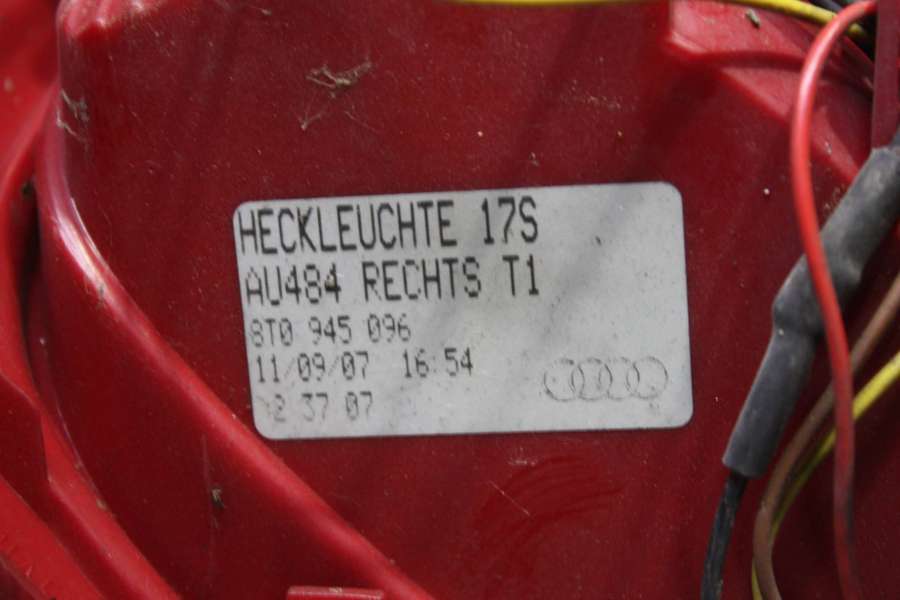 HECKLEUCHTE 17S
AU484 RECHTS T1
8T0 945 096
11/09/07 16:54
2 37 07